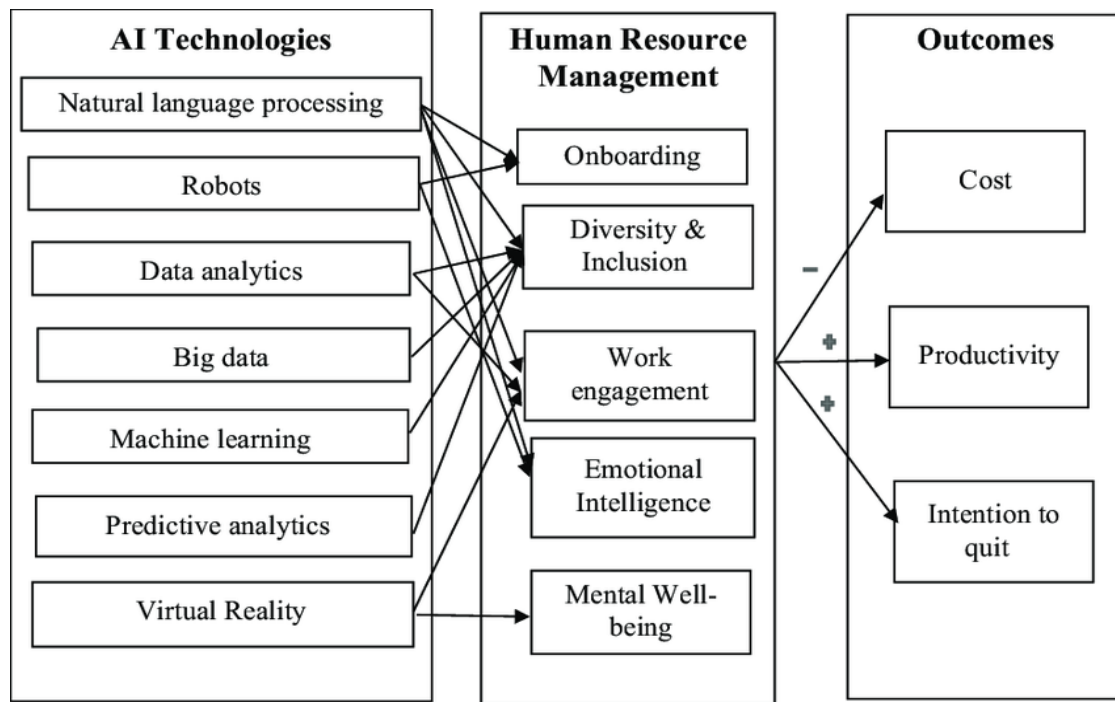 AI Technologies
Natural language processing
Robots
Data analytics
Big data
Machine learning
Predictive analytics
Virtual Reality
Human Resource
Management
Onboarding
Diversity &
Inclusion
Work
engagement
Emotional
Intelligence
Mental Well-
being
−
+
+
Outcomes
Cost
Productivity
Intention to
quit